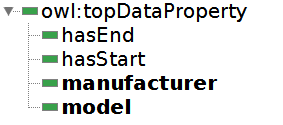 owl:topDataProperty
hasEnd
hasStart
manufacturer
model